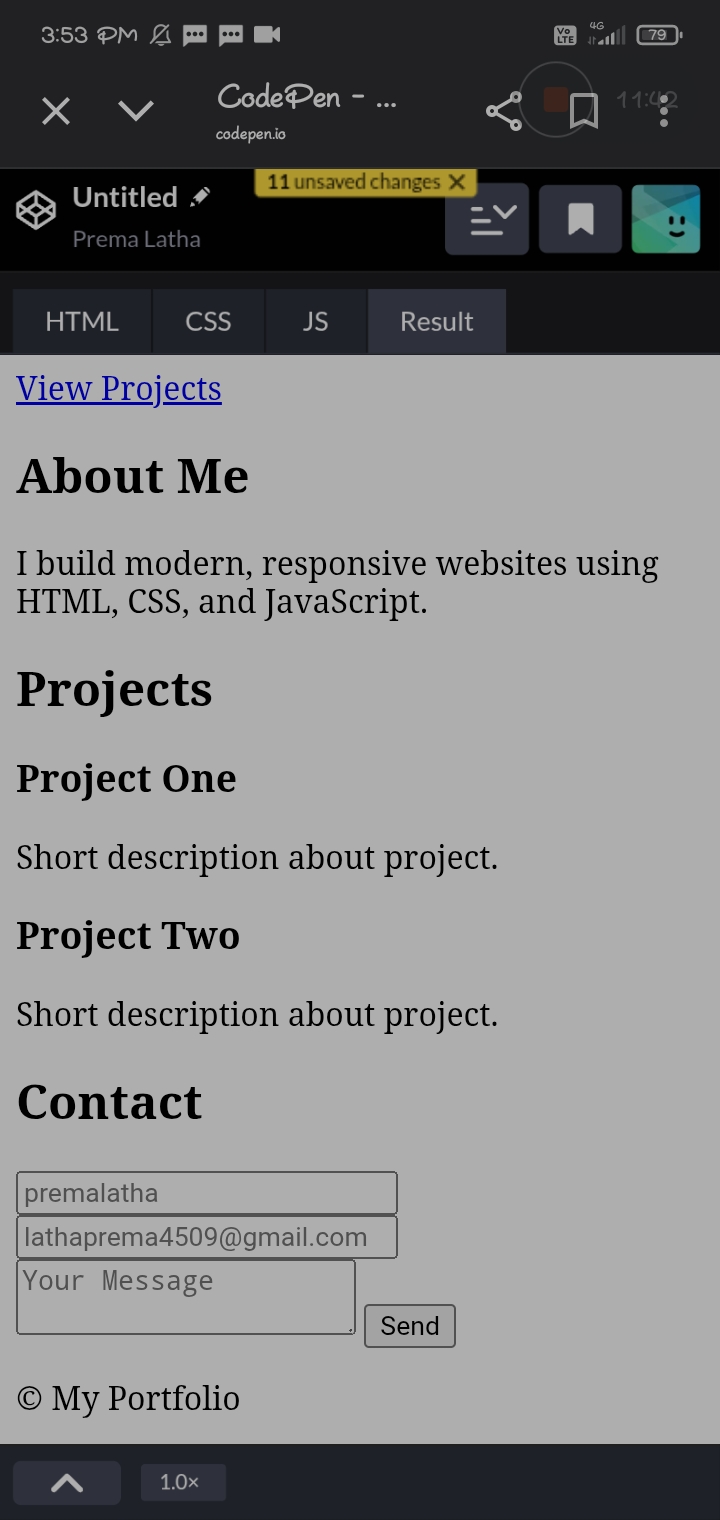 3:53 PM
Vo LTE 4G 79
CodePen - ...
codepen.io
11:42
11 unsaved changes
Untitled
Prema Latha
HTML CSS JS Result
View Projects
About Me
I build modern, responsive websites using
HTML, CSS, and JavaScript.
Projects
Project One
Short description about project.
Project Two
Short description about project.
Contact
premalatha
lathaprema4509@gmail.com
Your Message
Send
© My Portfolio
1.0×